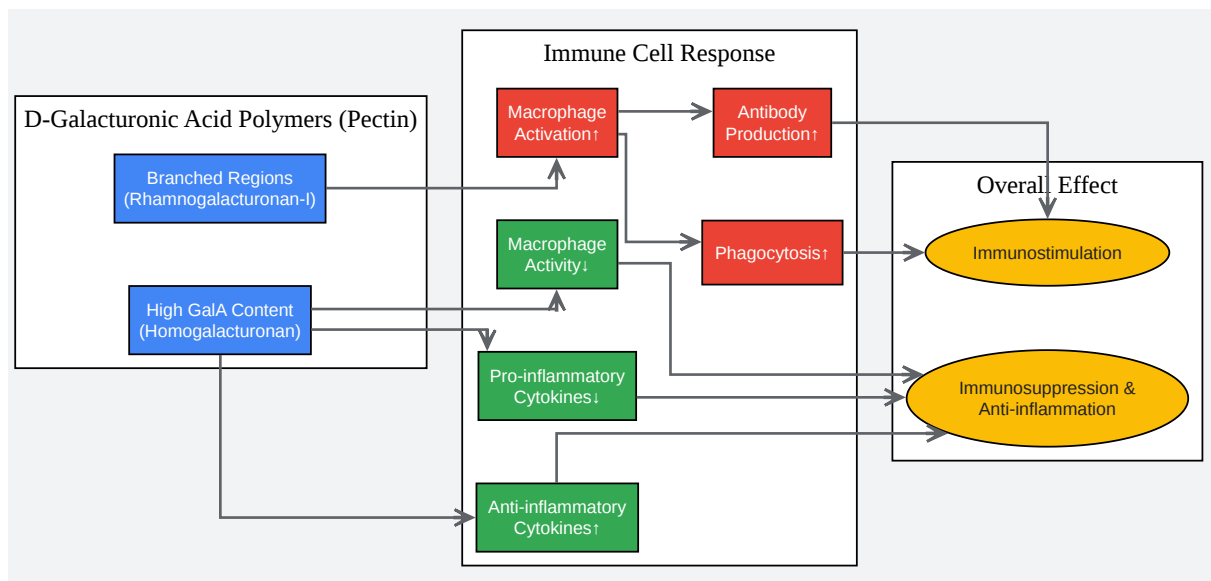 D-Galacturonic Acid Polymers (Pectin)
Branched Regions
(Rhamnogalacturonan-I)
High GalA Content
(Homogalacturonan)
Immune Cell Response
Macrophage
Activation↑
Antibody
Production↑
Macrophage
Activity↓
Phagocytosis↑
Pro-inflammatory
Cytokines↓
Anti-inflammatory
Cytokines↑
Overall Effect
Immunostimulation
Immunosuppression &
Anti-inflammation